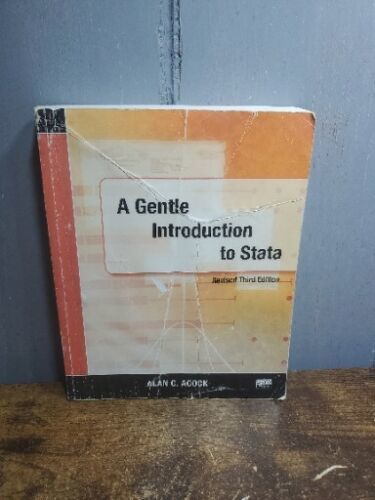 A Gentle
Introduction
to Stata
Revised Third Edition
ALAN C. ACOCK